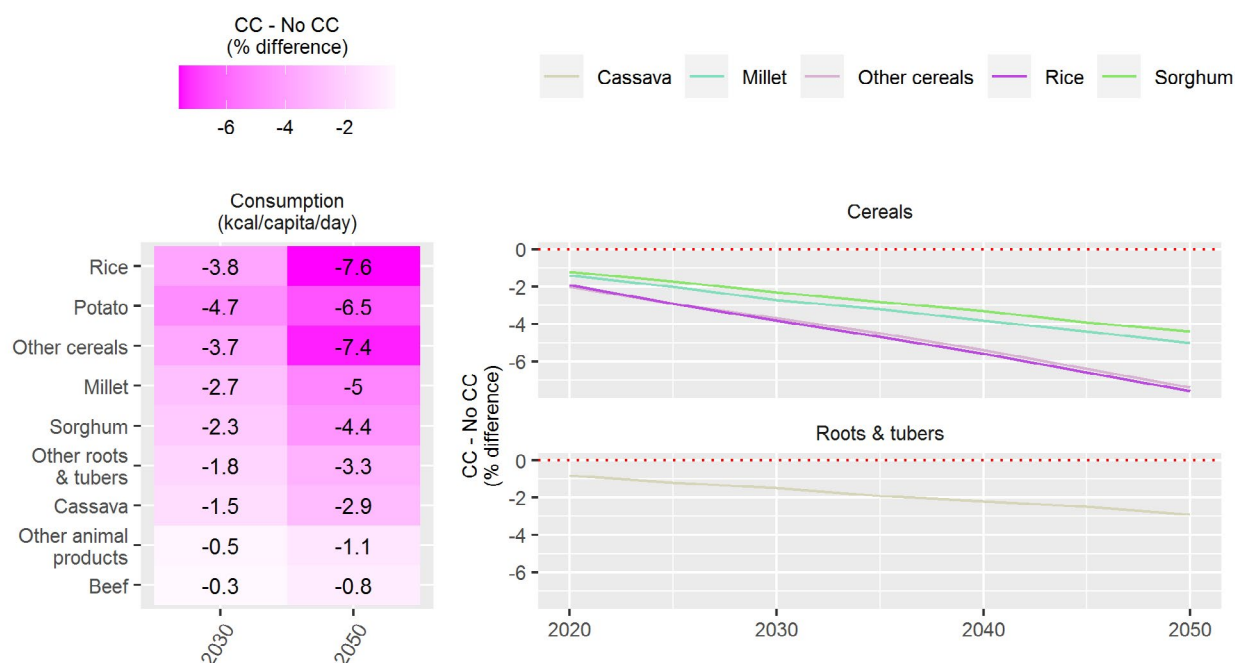 CC - No CC
(% difference)
-6 -4 -2
Cassava Millet Other cereals Rice Sorghum
Consumption
(kcal/capita/day)
Rice -3.8 -7.6
Potato -4.7 -6.5
Other cereals -3.7 -7.4
Millet -2.7 -5
Sorghum -2.3 -4.4
Other roots
& tubers -1.8 -3.3
Cassava -1.5 -2.9
Other animal
products -0.5 -1.1
Beef -0.3 -0.8
2030 2050
CC - No CC
(% difference)
Cereals
0
-2
-4
-6
Roots & tubers
0
-2
-4
-6
2020 2030 2040 2050